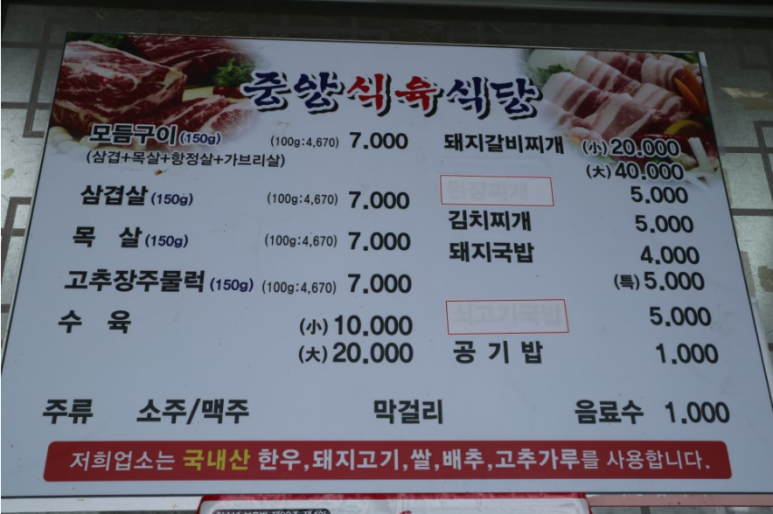 중앙식육식당
모듬구이(150g) (100g:4,670) 7.000
(삼겹+목살+항정살+가브리살)
삼겹살(150g) (100g:4,670) 7.000
목 살(150g) (100g:4,670) 7.000
고추장주물럭(150g) (100g:4,670) 7.000
수 육 (小) 10.000
(大) 20.000
돼지갈비찌개 (小) 20.000
(大) 40.000
된장찌개 5.000
김치찌개 5.000
돼지국밥 4.000
(특) 5.000
5.000
공 기 밥 1.000
주류 소주/맥주 막걸리 음료수 1.000
저희업소는 국내산 한우,돼지고기,쌀,배추,고추가루를 사용합니다.